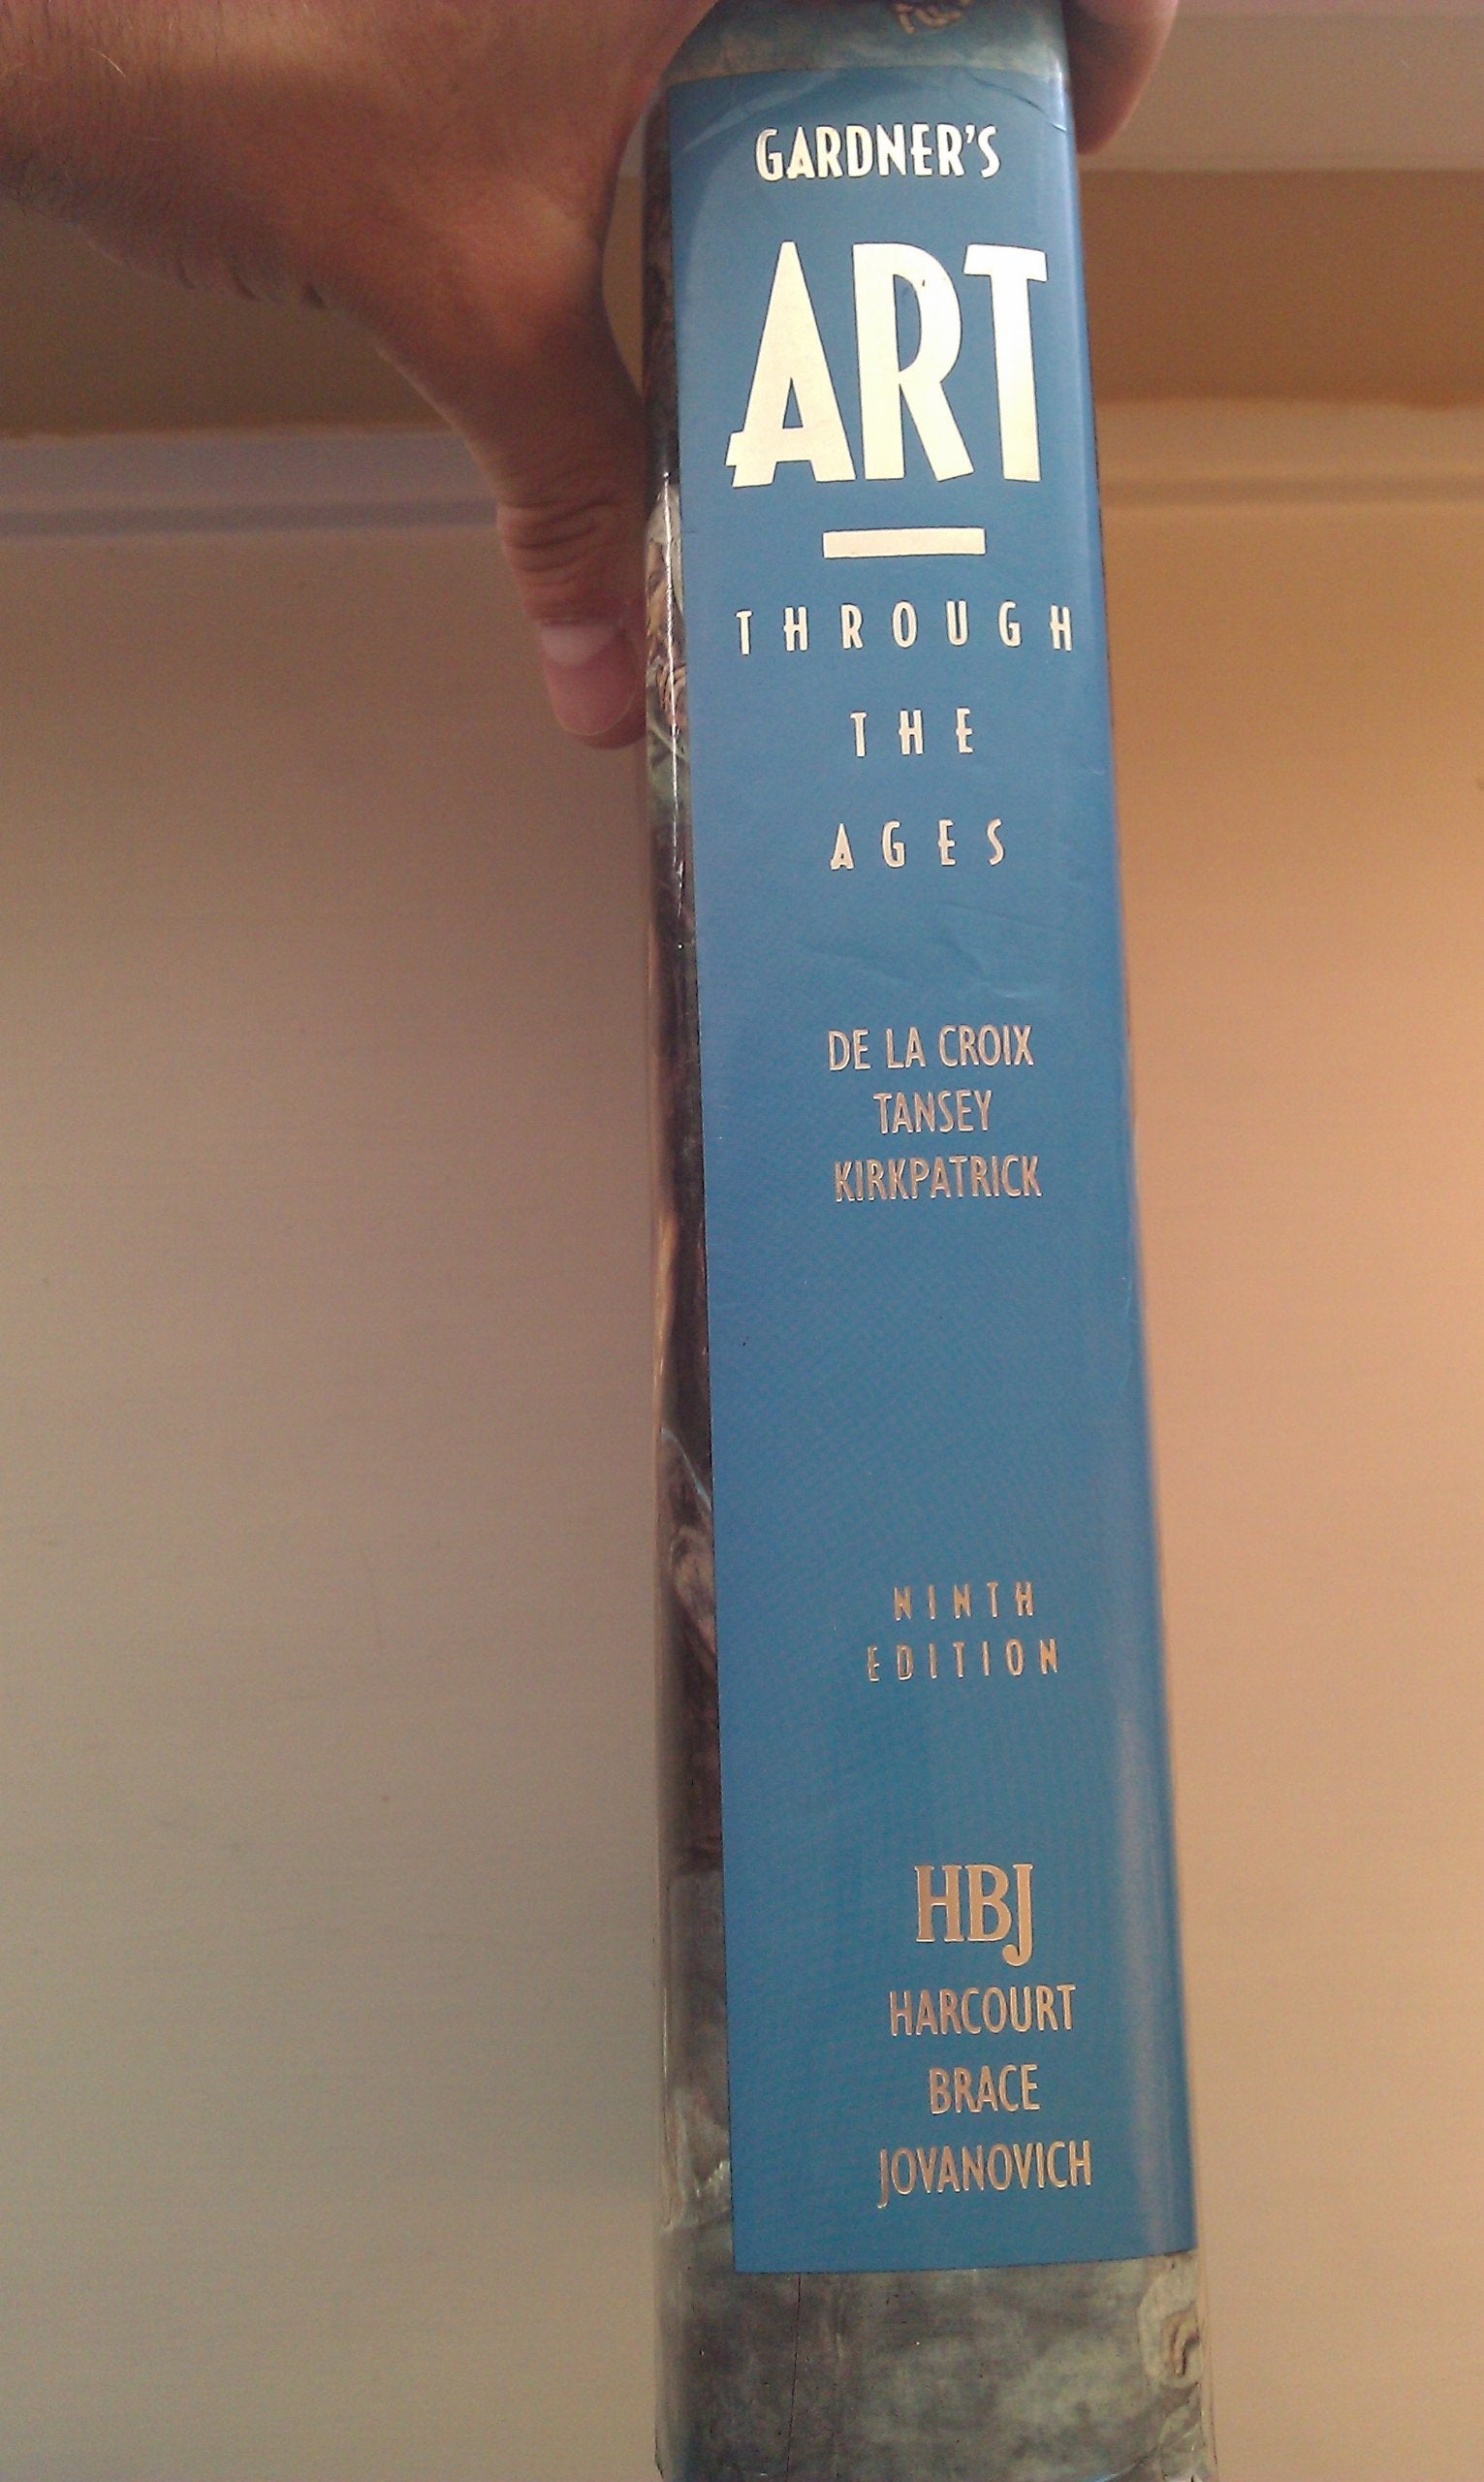 GARDNER'S
ART
THROUGH
THE
AGES
DE LA CROIX
TANSEY
KIRKPATRICK
NINTH
EDITION
HBJ
HARCOURT
BRACE
JOVANOVICH